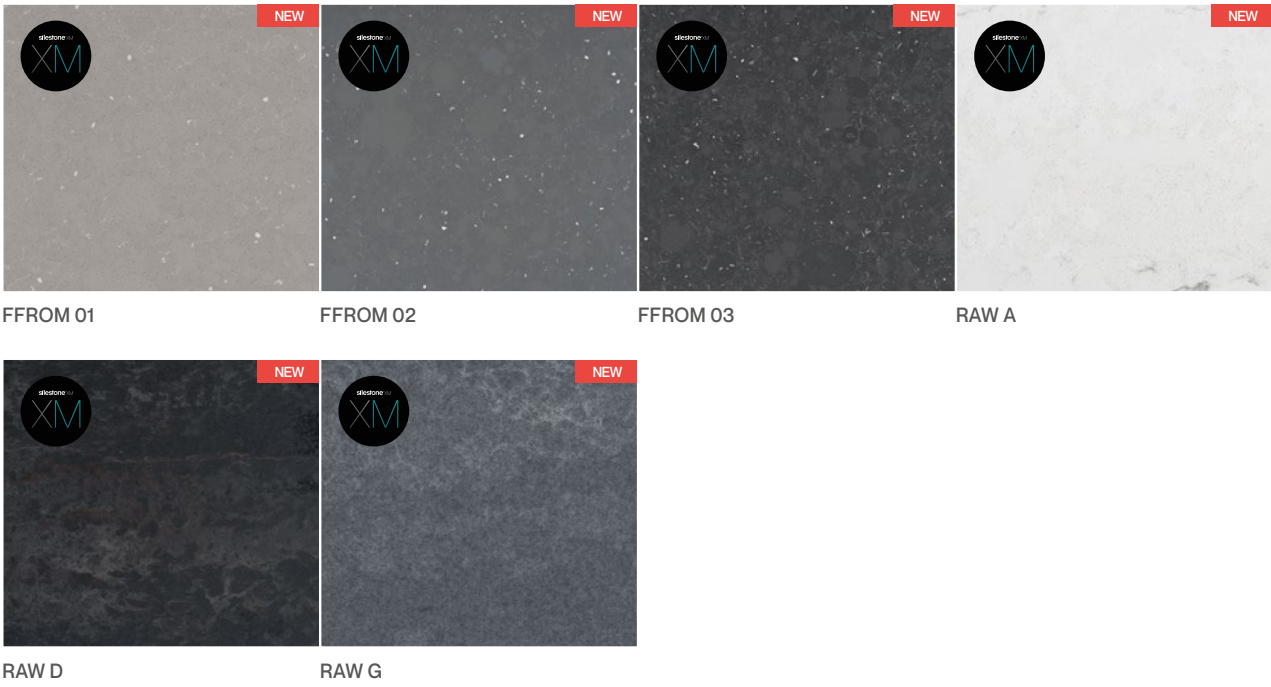 NEW
silestone XM
XM
NEW
silestone XM
XM
NEW
silestone XM
XM
NEW
silestone XM
XM
FFROM 01
FFROM 02
FFROM 03
RAW A
NEW
silestone XM
XM
NEW
silestone XM
XM
RAW D
RAW G